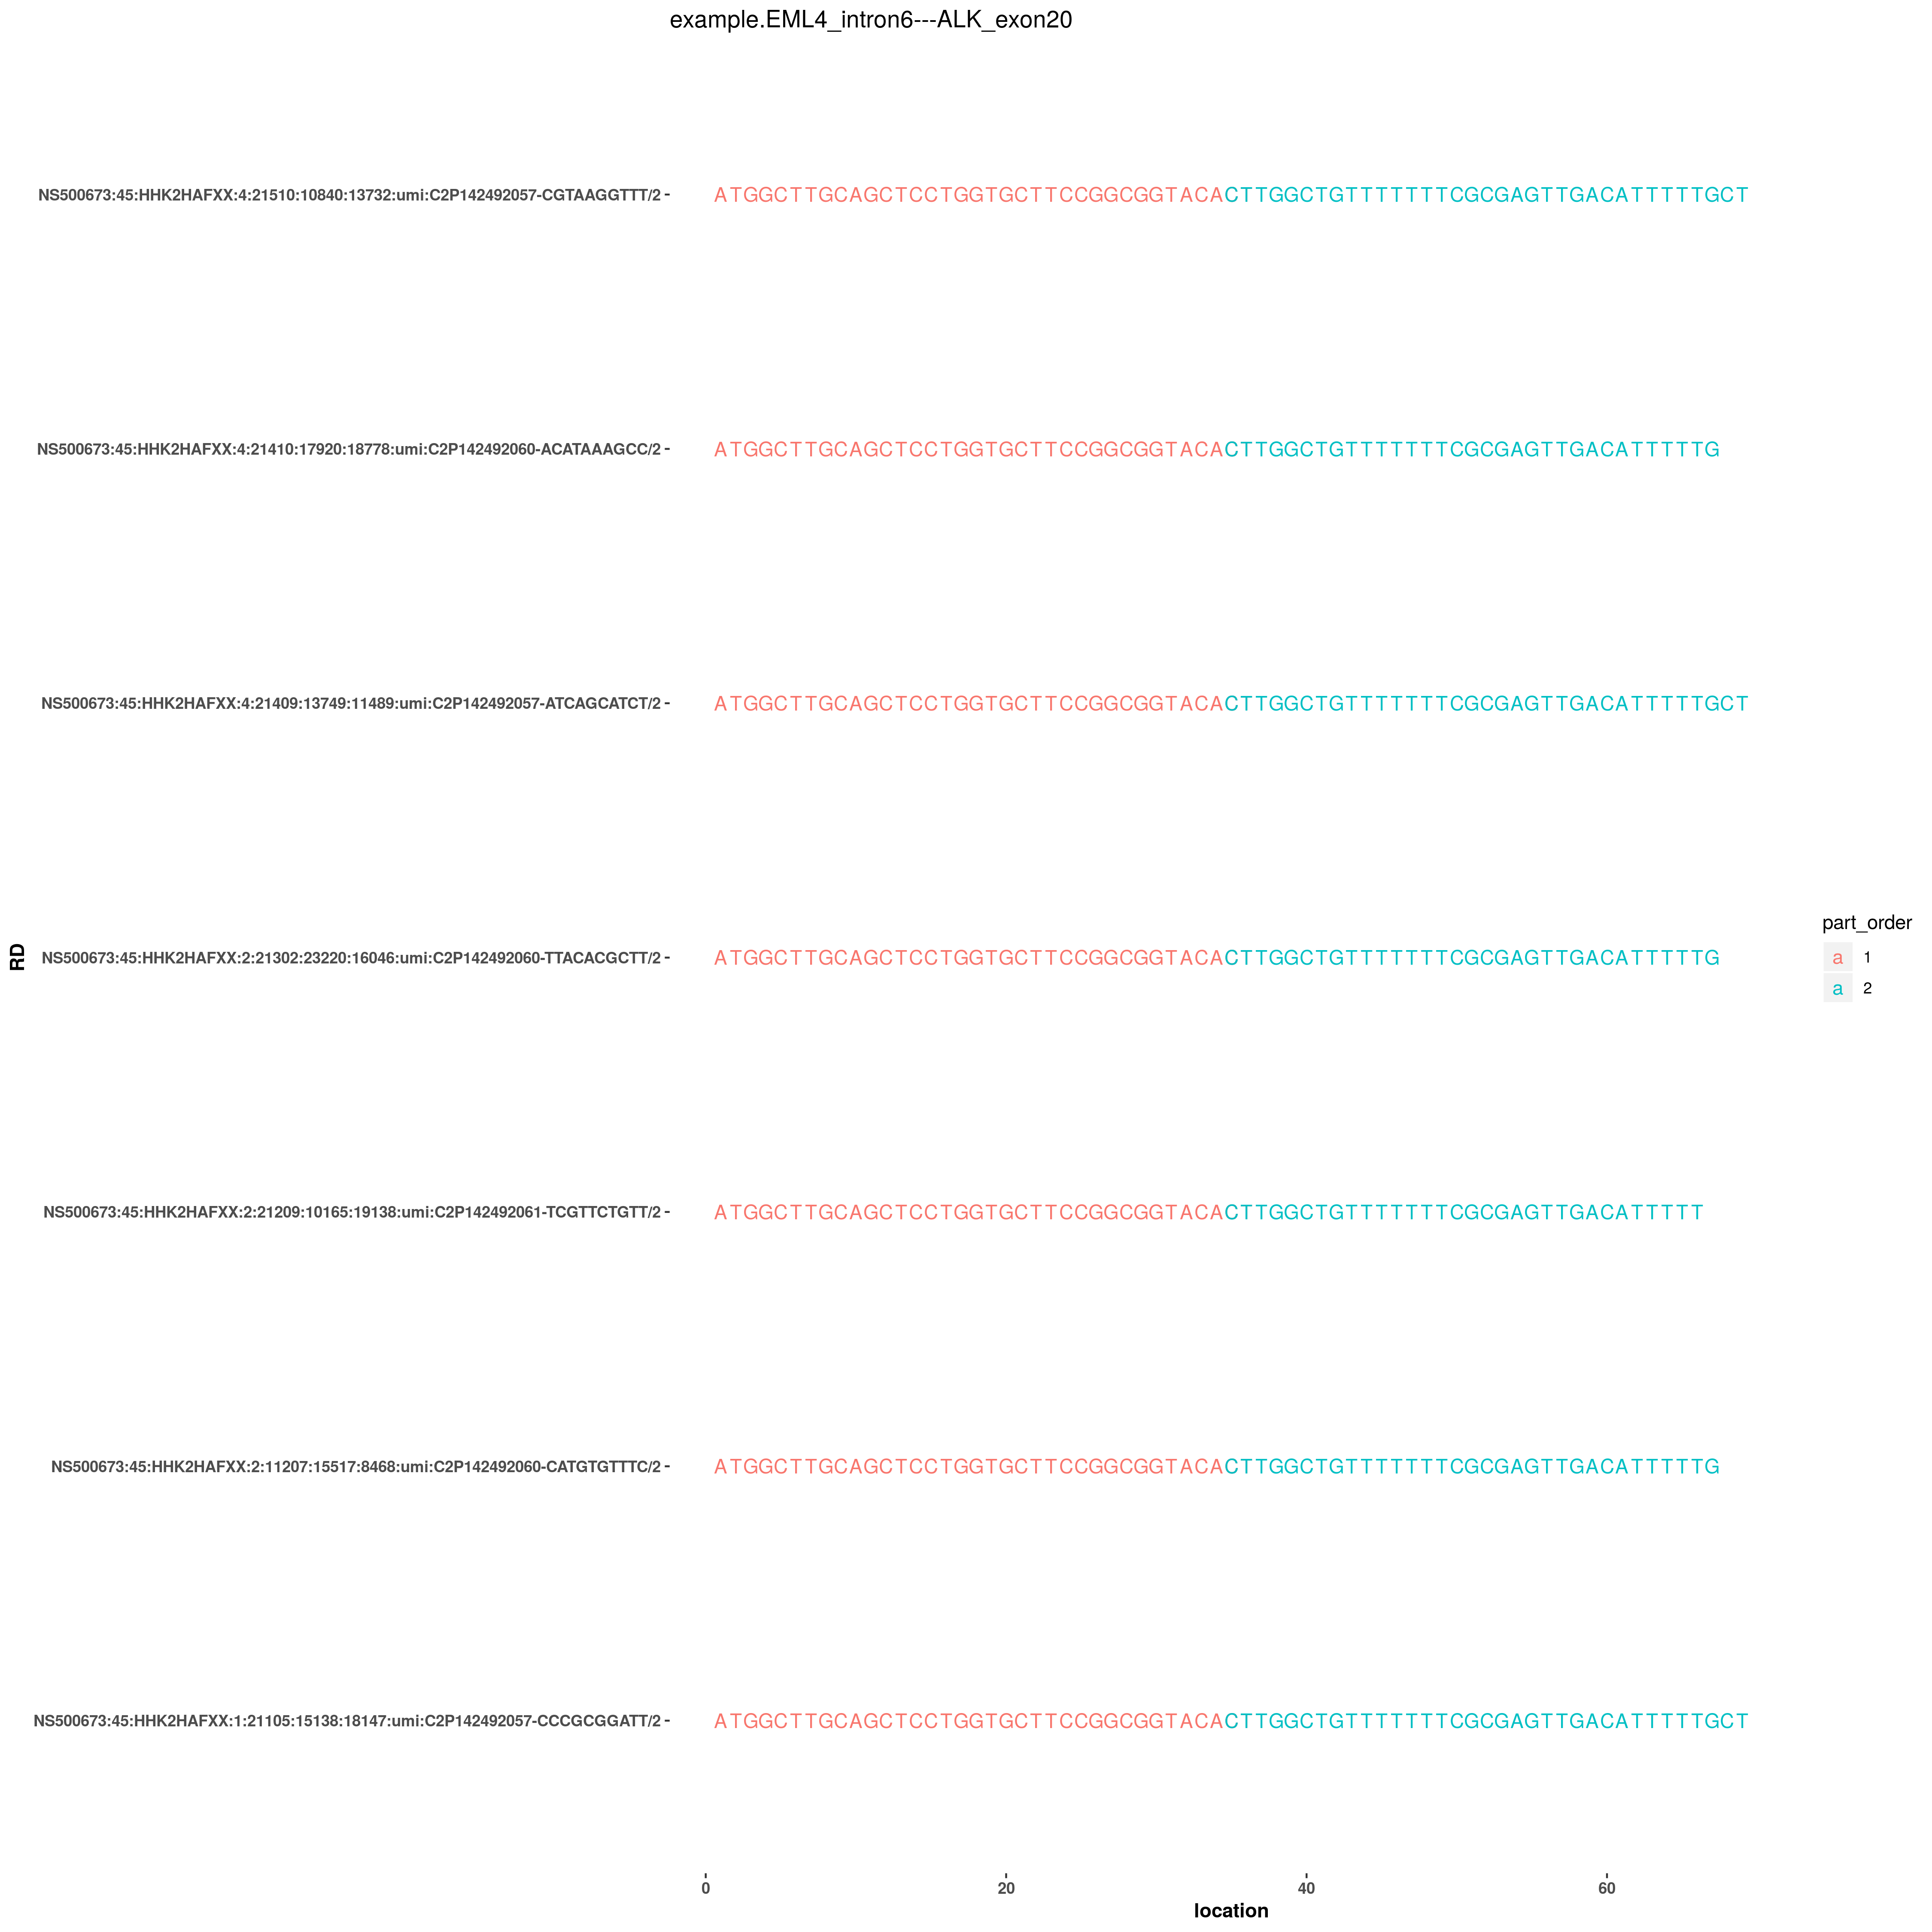 example.EML4_intron6---ALK_exon20
NS500673:45:HHK2HAFXX:4:21510:10840:13732:umi:C2P142492057-CGTAAGGTTT/2 ATGGCTTGCAGCTCCTGGTGCTTCCGGCGGTACACTTGGCTGTTTTTTTCGCGAGTTGACATTTTTGCT
NS500673:45:HHK2HAFXX:4:21410:17920:18778:umi:C2P142492060-ACATAAAGCC/2 ATGGCTTGCAGCTCCTGGTGCTTCCGGCGGTACACTTGGCTGTTTTTTTCGCGAGTTGACATTTTTG
NS500673:45:HHK2HAFXX:4:21409:13749:11489:umi:C2P142492057-ATCAGCATCT/2 ATGGCTTGCAGCTCCTGGTGCTTCCGGCGGTACACTTGGCTGTTTTTTTCGCGAGTTGACATTTTTGCT
RD
NS500673:45:HHK2HAFXX:2:21302:23220:16046:umi:C2P142492060-TTACACGCTT/2 ATGGCTTGCAGCTCCTGGTGCTTCCGGCGGTACACTTGGCTGTTTTTTTCGCGAGTTGACATTTTTG
NS500673:45:HHK2HAFXX:2:21209:10165:19138:umi:C2P142492061-TCGTTCTGTT/2 ATGGCTTGCAGCTCCTGGTGCTTCCGGCGGTACACTTGGCTGTTTTTTTCGCGAGTTGACATTTTT
NS500673:45:HHK2HAFXX:2:11207:15517:8468:umi:C2P142492060-CATGTGTTTC/2 ATGGCTTGCAGCTCCTGGTGCTTCCGGCGGTACACTTGGCTGTTTTTTTCGCGAGTTGACATTTTTG
NS500673:45:HHK2HAFXX:1:21105:15138:18147:umi:C2P142492057-CCCGCGGATT/2 ATGGCTTGCAGCTCCTGGTGCTTCCGGCGGTACACTTGGCTGTTTTTTTCGCGAGTTGACATTTTTGCT
0 20 40 60
location
part_order
a 1
a 2